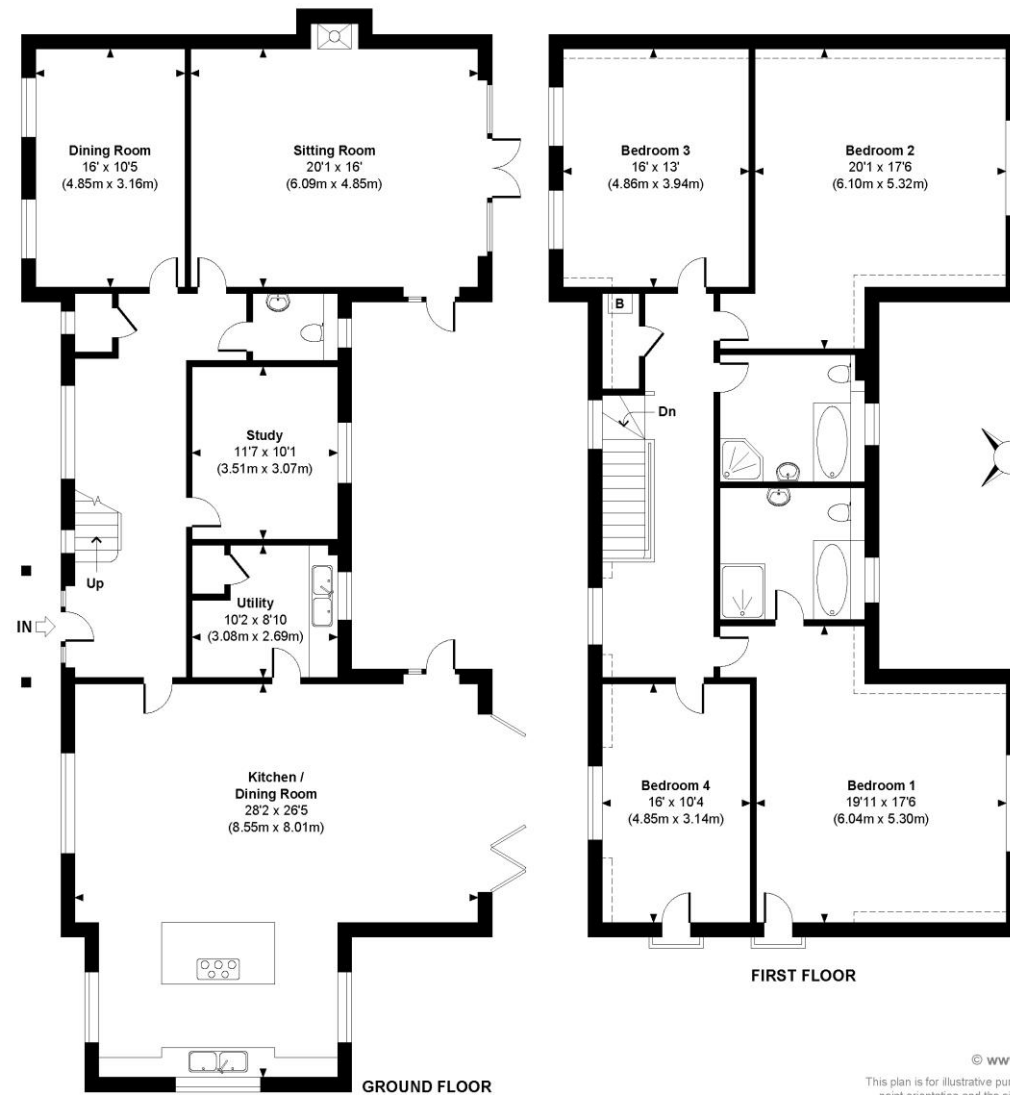 Dining Room
16' x 10'5
(4.85m x 3.16m)
Sitting Room
20'1 x 16'
(6.09m x 4.85m)
Study
11'7 x 10'1
(3.51m x 3.07m)
Up
IN
Utility
10'2 x 8'10
(3.08m x 2.69m)
Kitchen /
Dining Room
28'2 x 26'5
(8.55m x 8.01m)
GROUND FLOOR
Bedroom 3
16' x 13'
(4.86m x 3.94m)
Bedroom 2
20'1 x 17'6
(6.10m x 5.32m)
B
Dn
Bedroom 4
16' x 10'4
(4.85m x 3.14m)
Bedroom 1
19'11 x 17'6
(6.04m x 5.30m)
FIRST FLOOR
© ww
This plan is for illustrative pu